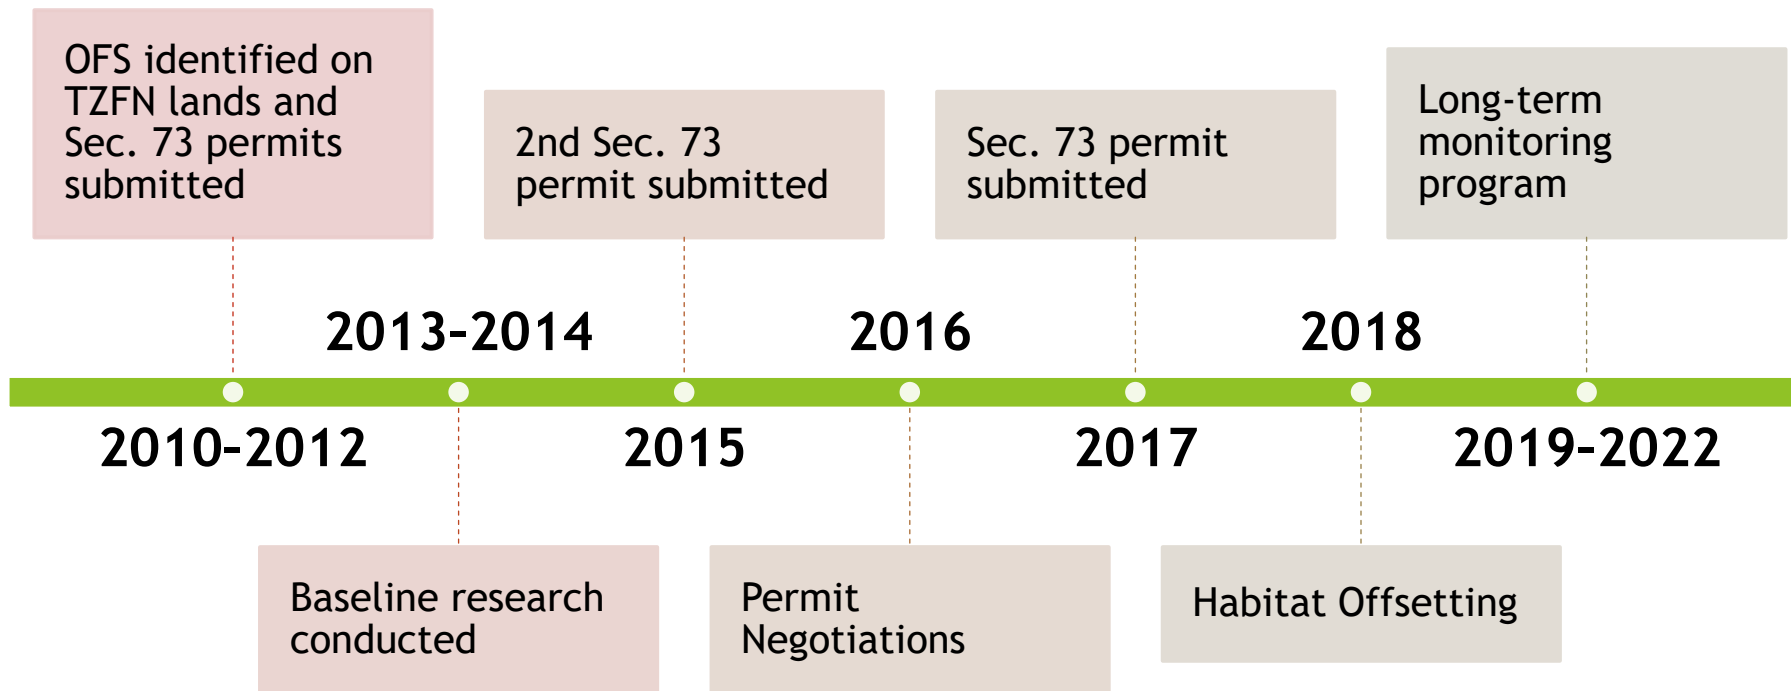 OFS identified on
TZFN lands and
Sec. 73 permits
submitted
2nd Sec. 73
permit submitted
Sec. 73 permit
submitted
Long-term
monitoring
program
2013-2014
2016
2018
2010-2012
2015
2017
2019-2022
Baseline research
conducted
Permit
Negotiations
Habitat Offsetting